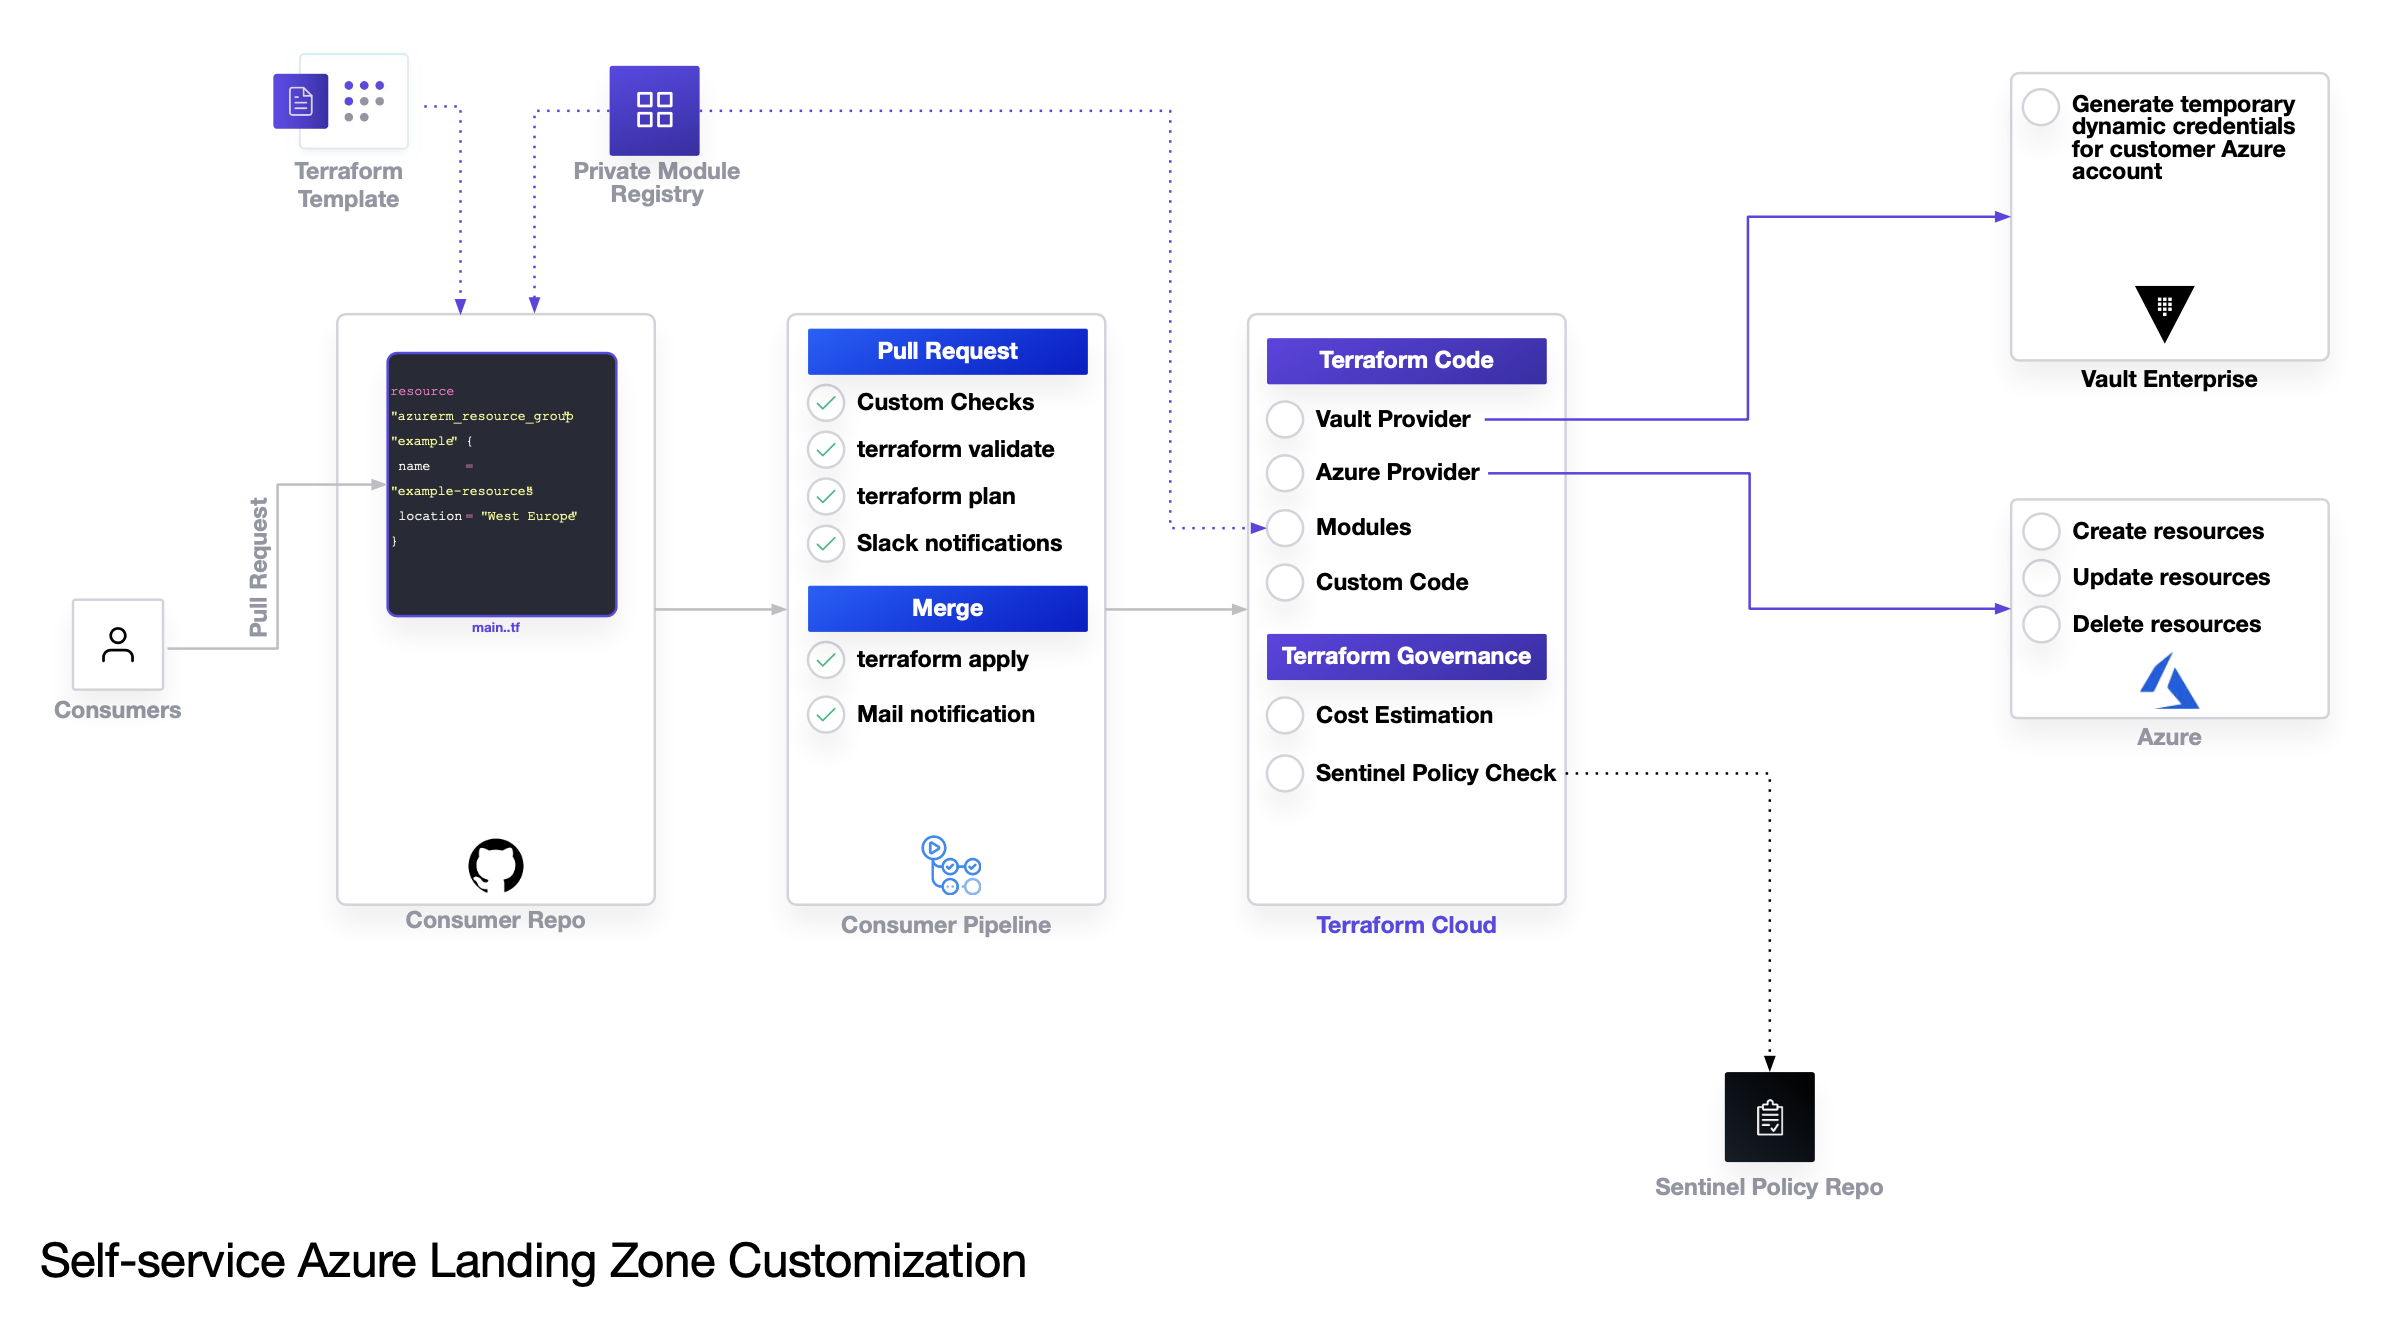 Terraform
Template
Private Module
Registry
Generate temporary
dynamic credentials
for customer Azure
account
Vault Enterprise
Pull Request
Consumers
resource
"azurerm_resource_group"
"example" {
name =
"example-resources"
location = "West Europe"
}
main..tf
Consumer Repo
Pull Request
Custom Checks
terraform validate
terraform plan
Slack notifications
Merge
terraform apply
Mail notification
Consumer Pipeline
Terraform Code
Vault Provider
Azure Provider
Modules
Custom Code
Terraform Governance
Cost Estimation
Sentinel Policy Check
Terraform Cloud
Create resources
Update resources
Delete resources
Azure
Sentinel Policy Repo
Self-service Azure Landing Zone Customization